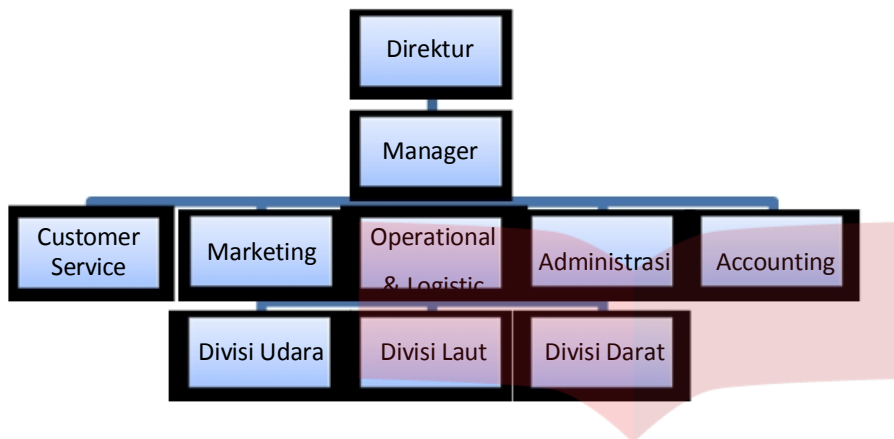 Direktur
Manager
Customer
Service
Marketing
Operational
& Logistic
Administrasi
Accounting
Divisi Udara
Divisi Laut
Divisi Darat